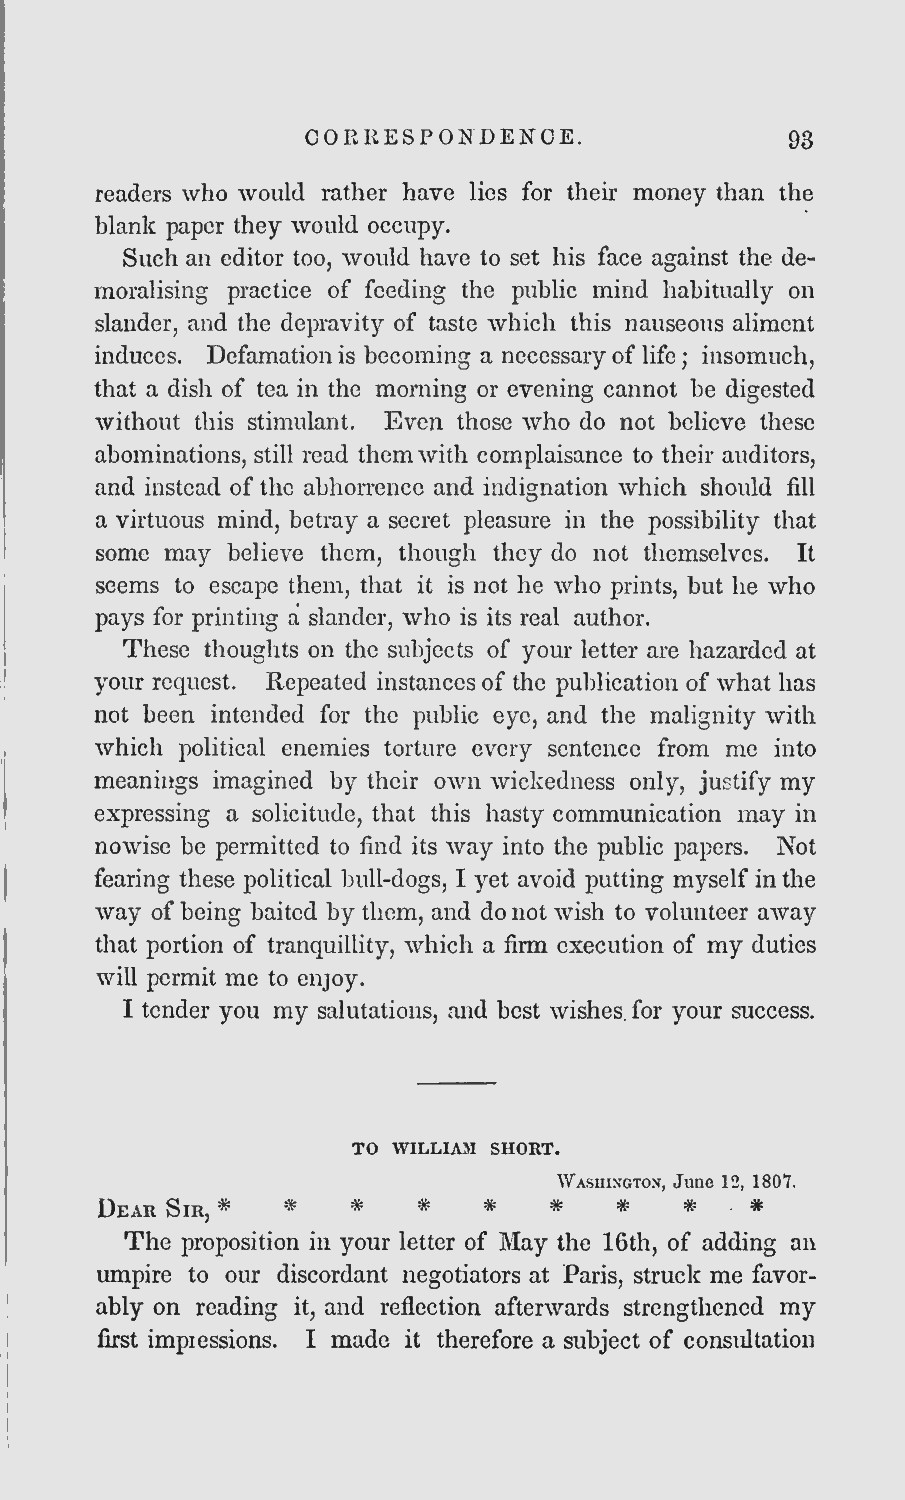 CORRESPONDENCE. 93
readers who would rather have lies for their money than the
blank paper they would occupy.
Such an editor too, would have to set his face against the de-
moralising practice of feeding the public mind habitually on
slander, and the depravity of taste which this nauseous aliment
induces. Defamation is becoming a necessary of life; insomuch,
that a dish of tea in the morning or evening cannot be digested
without this stimulant. Even those who do not believe these
abominations, still read them with complaisance to their auditors,
and instead of the abhorrence and indignation which should fill
a virtuous mind, betray a secret pleasure in the possibility that
some may believe them, though they do not themselves. It
seems to escape them, that it is not he who prints, but he who
pays for printing a slander, who is its real author.
These thoughts on the subjects of your letter are hazarded at
your request. Repeated instances of the publication of what has
not been intended for the public eye, and the malignity with
which political enemies torture every sentence from me into
meanings imagined by their own wickedness only, justify my
expressing a solicitude, that this hasty communication may in
nowise be permitted to find its way into the public papers. Not
fearing these political bull-dogs, I yet avoid putting myself in the
way of being baited by them, and do not wish to volunteer away
that portion of tranquillity, which a firm execution of my duties
will permit me to enjoy.
I tender you my salutations, and best wishes for your success.
TO WILLIAM SHORT.
Washington, June 12, 1807.
Dear Sir, * * * * * * * * *
The proposition in your letter of May the 16th, of adding an
umpire to our discordant negotiators at Paris, struck me favor-
ably on reading it, and reflection afterwards strengthened my
first impressions. I made it therefore a subject of consultation